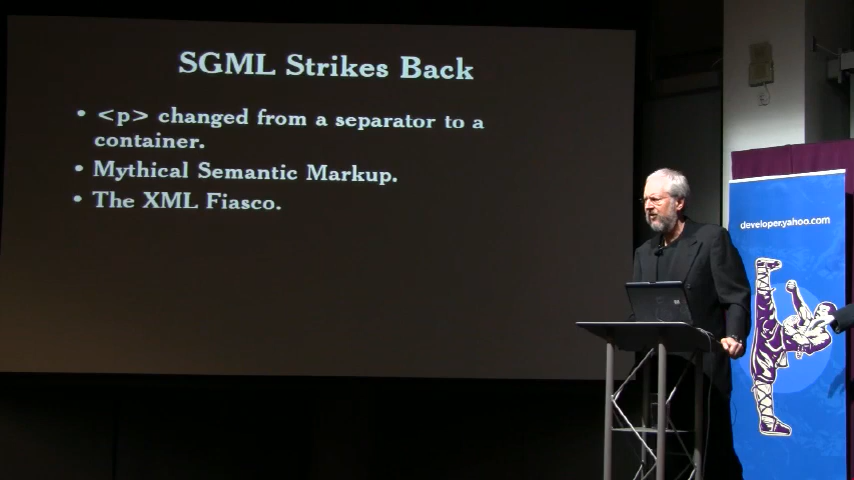 SGML Strikes Back
• <p> changed from a separator to a
container.
• Mythical Semantic Markup.
• The XML Fiasco.
developer.yahoo.com